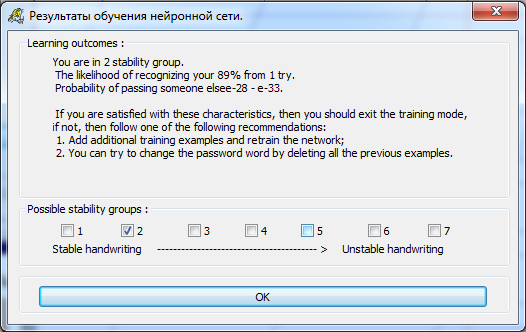 Результаты обучения нейронной сети.
Learning outcomes :
You are in 2 stability group.
The likelihood of recognizing your 89% from 1 try.
Probability of passing someone elsee-28 - e-33.
If you are satisfied with these characteristics, then you should exit the training mode,
if not, then follow one of the following recommendations:
1. Add additional training examples and retrain the network;
2. You can try to change the password word by deleting all the previous examples.
Possible stability groups :
1 2 3 4 5 6 7
Stable handwriting ---------------------------------------- > Unstable handwriting
OK